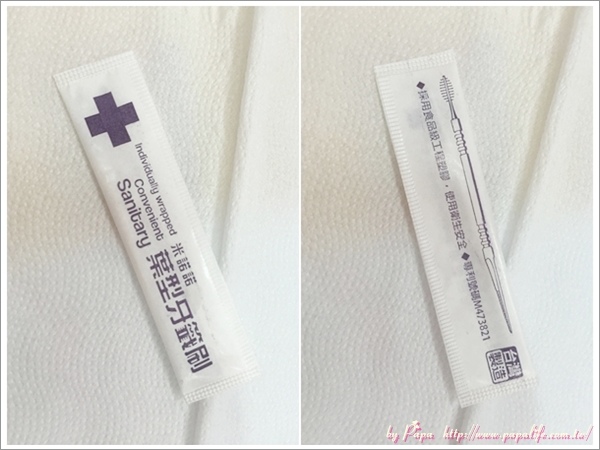 Individually wrapped
Convenient
Sanitary
米諾諾
葉型牙籤刷
◆採用食品級工程塑膠，使用衛生安全 ◆專利號碼M473821
台灣
製造
by Papa http://www.papalife.com.tw/